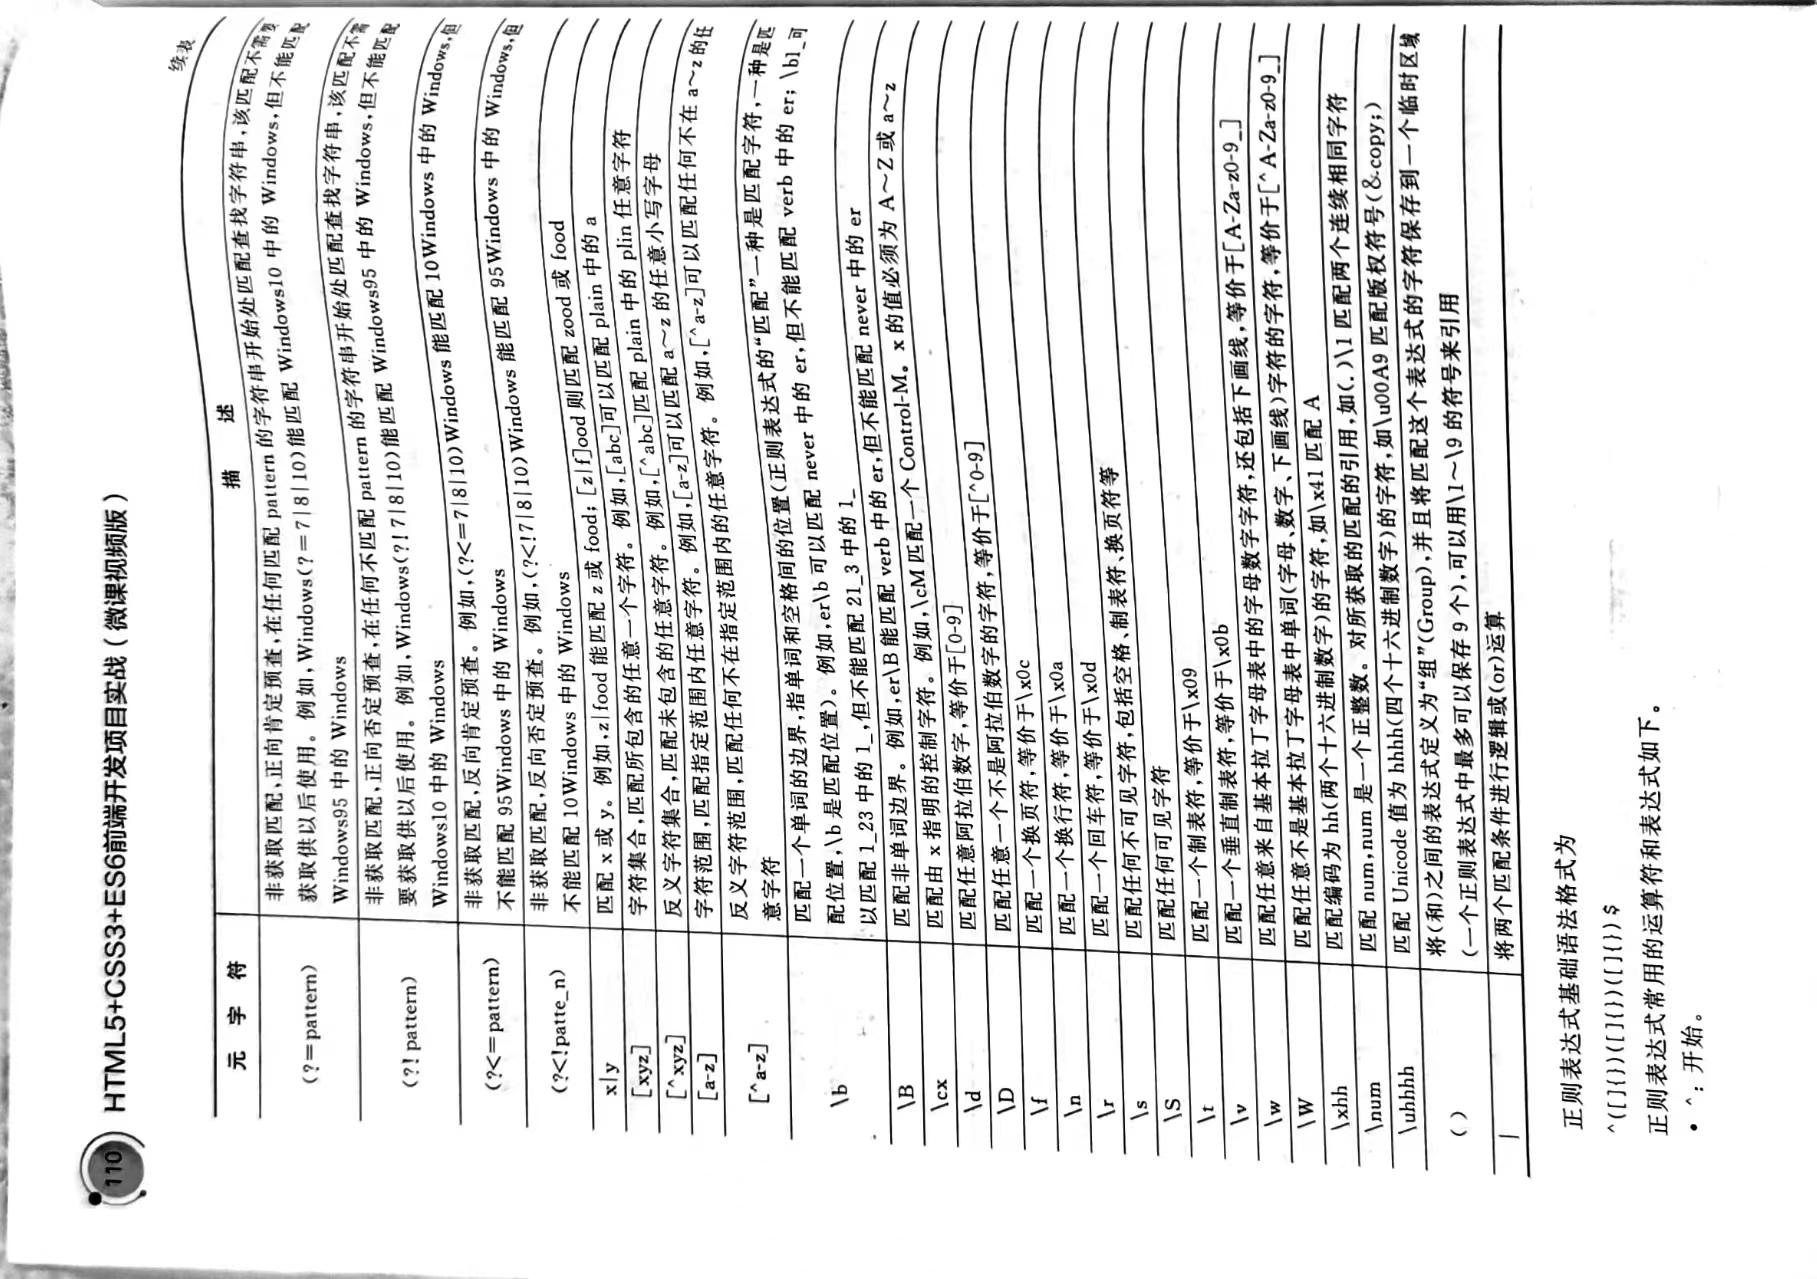 110 HTML5+CSS3+ES6前端开发项目实战(微课视频版)
续表
元 字 符 描 述
(?=pattern) 非获取匹配,正向肯定预查,在任何匹配 pattern 的字符串开始处匹配查找字符串,该匹配不需要
获取供以后使用。例如,Windows(?=7|8|10)能匹配 Windows10 中的 Windows,但不能匹配
Windows95 中的 Windows
(?! pattern) 非获取匹配,正向否定预查,在任何不匹配 pattern 的字符串开始处匹配查找字符串,该匹配不需
要获取供以后使用。例如,Windows(?! 7|8|10)能匹配 Windows95 中的 Windows,但不能匹配
Windows10 中的 Windows
(?<=pattern) 非获取匹配,反向肯定预查。例如,(?<=7|8|10)Windows 能匹配 10Windows 中的 Windows,但
不能匹配 95Windows 中的 Windows
(?<!patte_n) 非获取匹配,反向否定预查。例如,(?<!7|8|10)Windows 能匹配 95Windows 中的 Windows,但
不能匹配 10Windows 中的 Windows
x|y 匹配 x 或 y。例如,z|food 能匹配 z 或 food; [z|f]ood 则匹配 zood 或 food
[xyz] 字符集合,匹配所包含的任意一个字符。例如,[abc]可以匹配 plain 中的 a
[^xyz] 反义字符集合,匹配未包含的任意字符。例如,[^abc]匹配 plain 中的 plin 任意字符
[a-z] 字符范围,匹配指定范围内任意字符。例如,[a-z]可以匹配 a~z 的任意小写字母
[^a-z] 反义字符范围,匹配任何不在指定范围内的任意字符。例如,[^a-z]可以匹配任何不在 a~z 的任
意字符
\b 匹配一个单词的边界,指单词和空格间的位置(正则表达式的“匹配”一种是匹配字符,一种是匹
配位置,\b 是匹配位置)。例如,er\b 可以匹配 never 中的 er,但不能匹配 verb 中的 er; \b1_可
以匹配 1_23 中的 1_,但不能匹配 21_3 中的 1_
\B 匹配非单词边界。例如,er\B 能匹配 verb 中的 er,但不能匹配 never 中的 er
\cx 匹配由 x 指明的控制字符。例如,\cM 匹配一个 Control-M。x 的值必须为 A~Z 或 a~z
\d 匹配任意阿拉伯数字,等价于[0-9]
\D 匹配任意一个不是阿拉伯数字的字符,等价于[^0-9]
\f 匹配一个换页符,等价于\x0c
\n 匹配一个换行符,等价于\x0a
\r 匹配一个回车符,等价于\x0d
\s 匹配任何不可见字符,包括空格、制表符、换页符等
\S 匹配任何可见字符
\t 匹配一个制表符,等价于\x09
\v 匹配一个垂直制表符,等价于\x0b
\w 匹配任意来自基本拉丁字母表中的字母数字字符,还包括下画线,等价于[A-Za-z0-9_]
\W 匹配任意不是基本拉丁字母表中单词(字母、数字、下画线)字符的字符,等价于[^A-Za-z0-9_]
\xhh 匹配编码为 hh(两个十六进制数字)的字符,如\x41 匹配 A
\num 匹配 num,num 是一个正整数。对所获取的匹配的引用,如(.)\1 匹配两个连续相同字符
\uhhhh 匹配 Unicode 值为 hhhh(四个十六进制数字)的字符,如\u00A9 匹配版权符号(&copy;)
( ) 将(和)之间的表达式定义为“组”(Group),并且将匹配这个表达式的字符保存到一个临时区域
(一个正则表达式中最多可以保存 9 个),可以用\1~\9 的符号来引用
| 将两个匹配条件进行逻辑或(or)运算
正则表达式基础语法格式为
^([]{})([]{})([]{})$
正则表达式常用的运算符和表达式如下。
• ^: 开始。